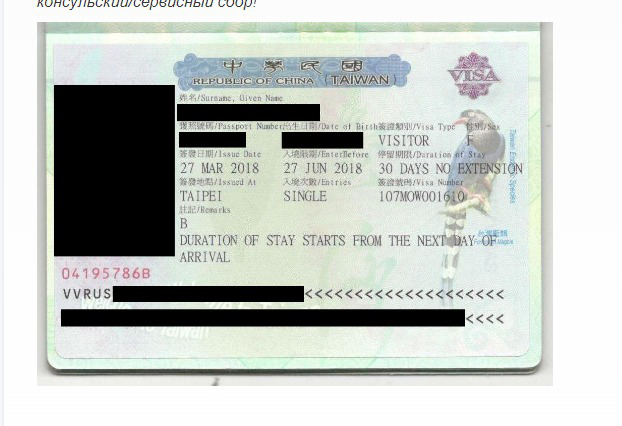 консульский/сервисный сбор!
中華民國
REPUBLIC OF CHINA (TAIWAN)
VISA
姓名/Surname, Given Name
護照號碼/Passport Number 出生日期/Date of Birth 簽證類別/Visa Type 性別/Sex
VISITOR F
簽發日期/Issue Date 入境限期/EnterBefore 停留期限/Duration of Stay
27 MAR 2018 27 JUN 2018 30 DAYS NO EXTENSION
簽發地點/Issued At 入境次數/Entries 簽證號碼/Visa Number
TAIPEI SINGLE 107MOW001610
註記/Remarks
B
DURATION OF STAY STARTS FROM THE NEXT DAY OF
ARRIVAL
04195786B
VVRUS <<<<<<<<<<<<<<<<<<<<<
<<<<